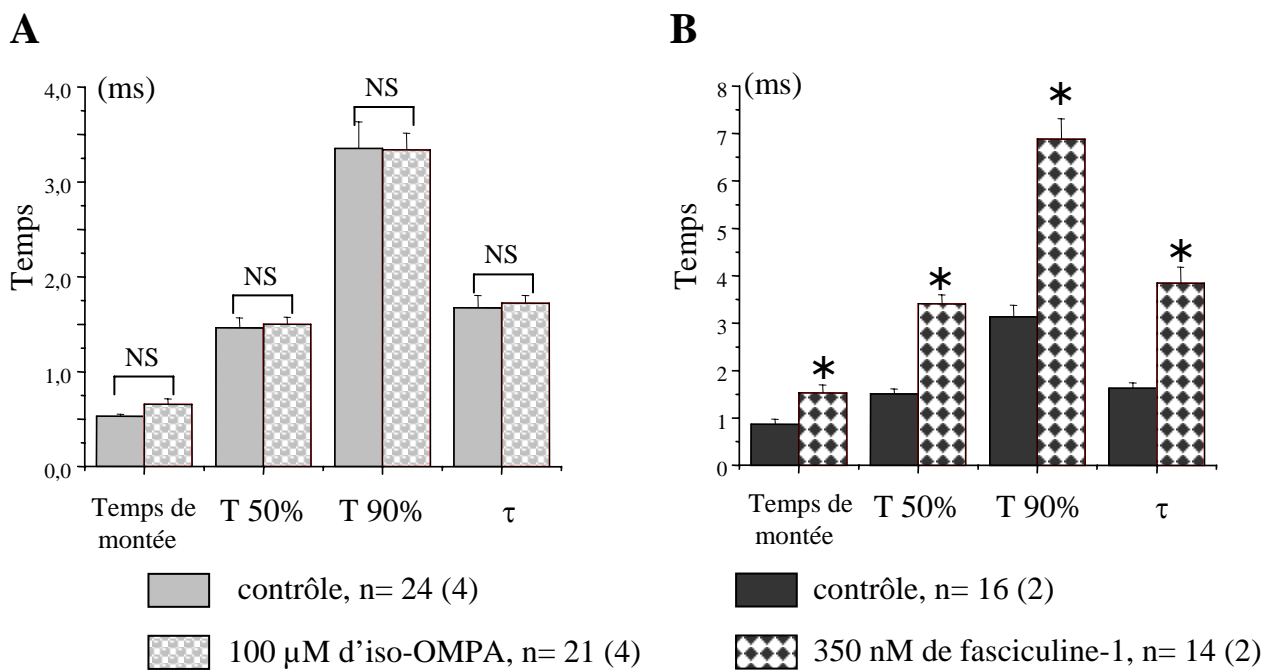 A
(ms)
Temps
4,0
3,0
2,0
1,0
0,0
NS
NS
NS
NS
Temps de
montée
T 50%
T 90%
τ
contrôle, n= 24 (4)
100 µM d'iso-OMPA, n= 21 (4)
B
(ms)
Temps
8
7
6
5
4
3
2
1
0
*
*
*
*
Temps de
montée
T 50%
T 90%
τ
contrôle, n= 16 (2)
350 nM de fasciculine-1, n= 14 (2)